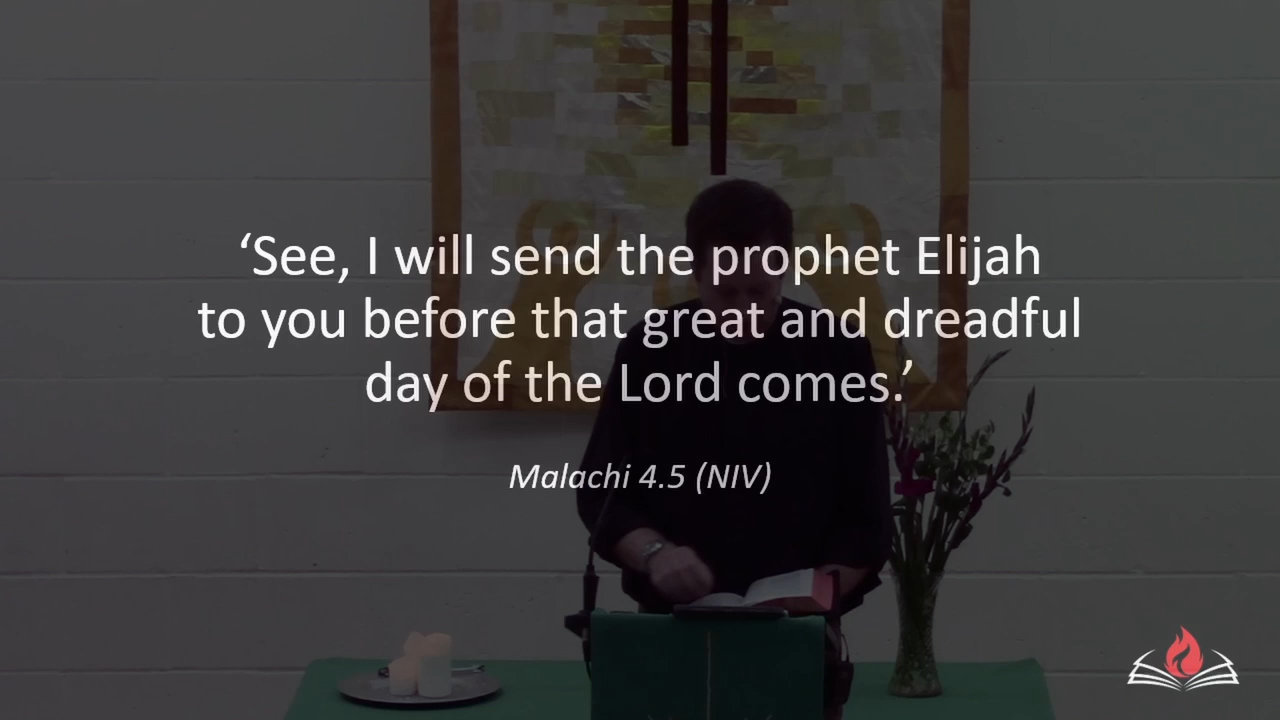 ‘See, I will send the prophet Elijah
to you before that great and dreadful
day of the Lord comes.’
Malachi 4.5 (NIV)